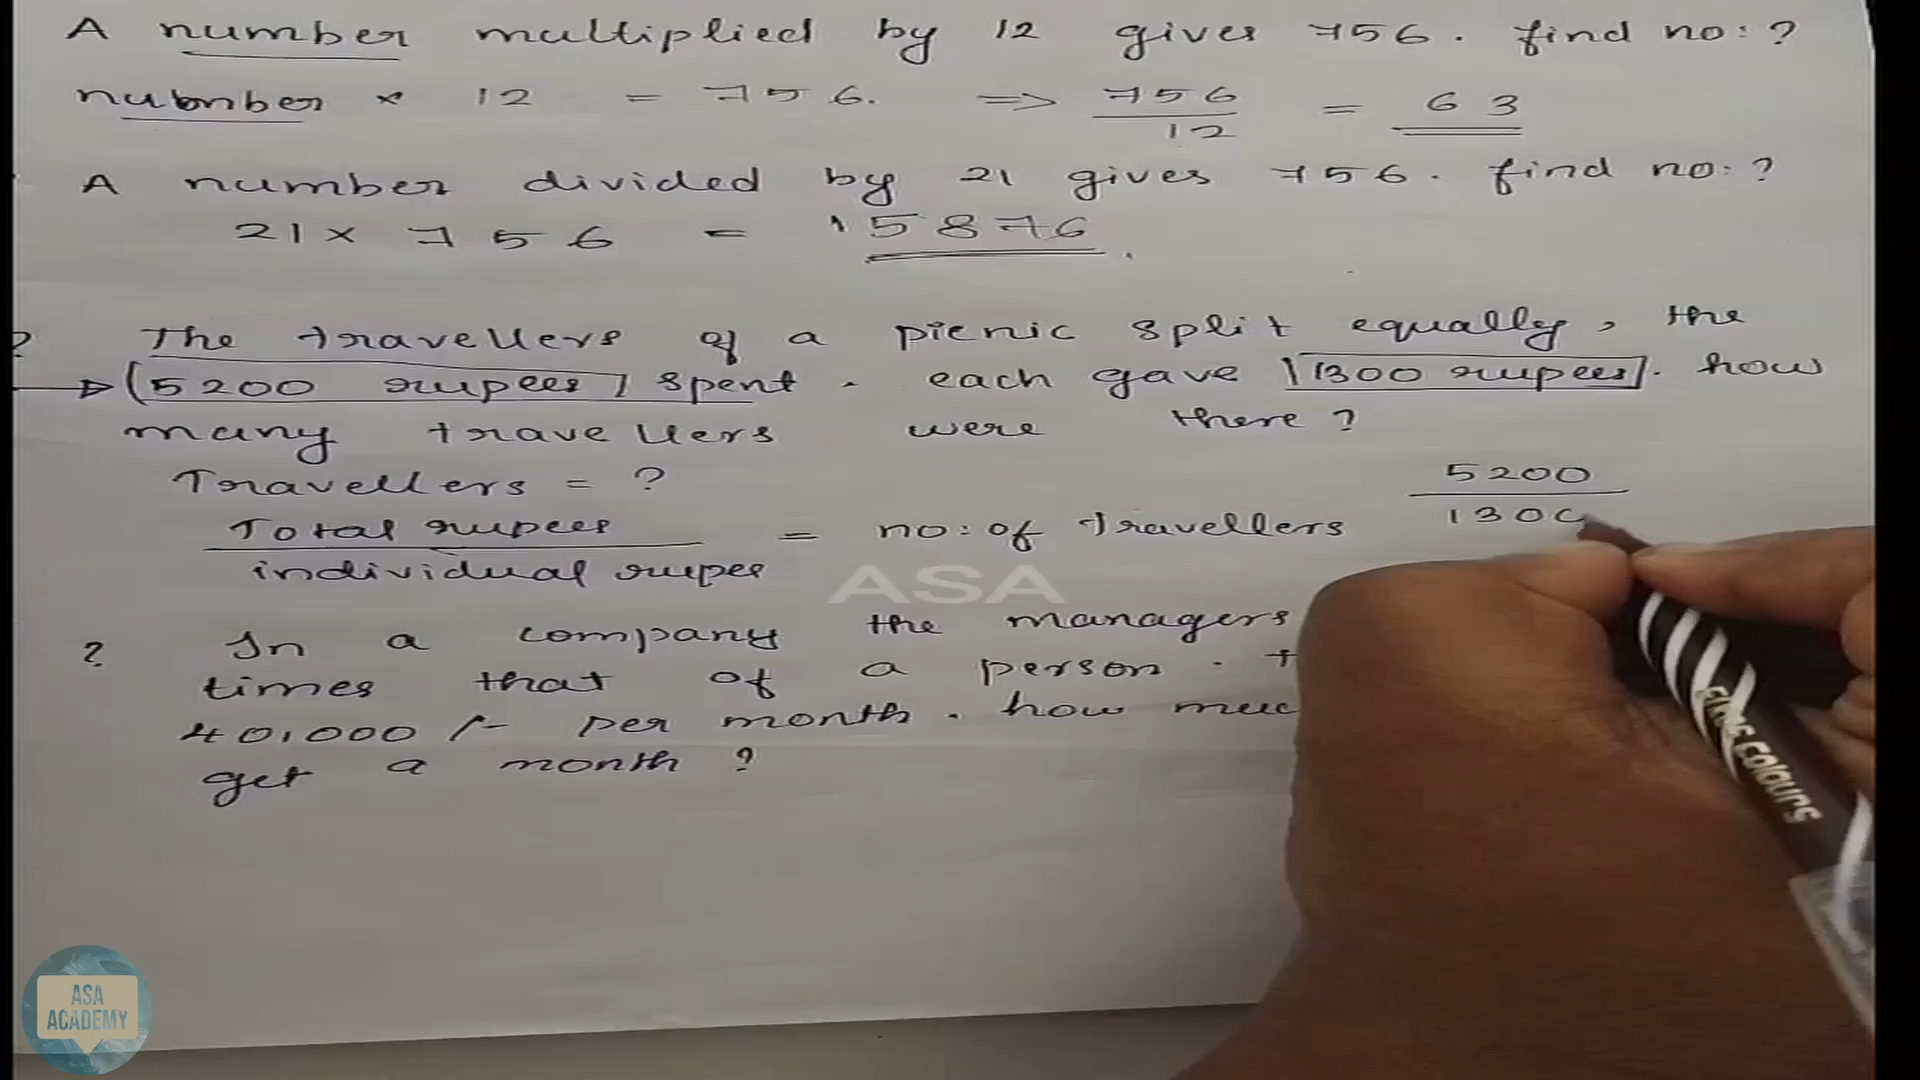 A number multiplied by 12 gives 756. find no: ?
number × 12 = 756. => 756/12 = 63
A number divided by 21 gives 756. find no: ?
21 x 756 = 15876
? The travellers of a picnic split equally, the
5200 rupees spent. each gave 1300 rupees. how
many travellers were there ?
Travellers = ?
5200
1300
Total rupees = no: of Travellers
individual rupee
? In a company the managers
times that of a person.
40,000 /- per month. how
get a month ?
ASA
ASA
ACADEMY
FLAIR COLOURS